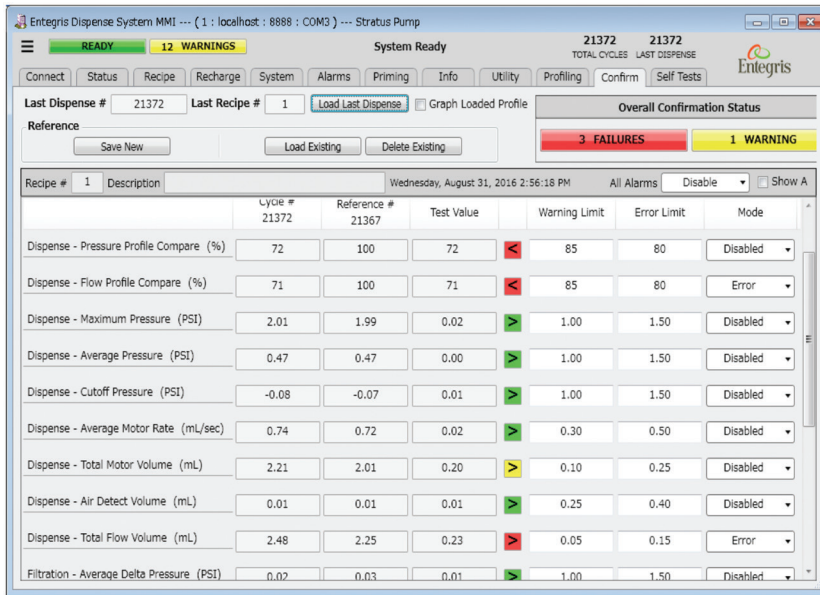 Entegris Dispense System MMI --- ( 1 : localhost : 8888 : COM3 ) --- Stratus Pump
READY 12 WARNINGS System Ready 21372 21372
TOTAL CYCLES LAST DISPENSE
Entegris
Connect Status Recipe Recharge System Alarms Priming Info Utility Profiling Confirm Self Tests
Last Dispense # 21372 Last Recipe # 1 Load Last Dispense Graph Loaded Profile Overall Confirmation Status
Reference
Save New Load Existing Delete Existing 3 FAILURES 1 WARNING
Recipe # 1 Description Wednesday, August 31, 2016 2:56:18 PM All Alarms Disable Show A
Cycle # Reference # Test Value Warning Limit Error Limit Mode
21372 21367
Dispense - Pressure Profile Compare (%) 72 100 72 < 85 80 Disabled
Dispense - Flow Profile Compare (%) 71 100 71 < 85 80 Error
Dispense - Maximum Pressure (PSI) 2.01 1.99 0.02 > 1.00 1.50 Disabled
Dispense - Average Pressure (PSI) 0.47 0.47 0.00 > 1.00 1.50 Disabled
Dispense - Cutoff Pressure (PSI) -0.08 -0.07 0.01 > 1.00 1.50 Disabled
Dispense - Average Motor Rate (mL/sec) 0.74 0.72 0.02 > 0.30 0.50 Disabled
Dispense - Total Motor Volume (mL) 2.21 2.01 0.20 > 0.10 0.25 Disabled
Dispense - Air Detect Volume (mL) 0.01 0.01 0.01 > 0.25 0.40 Disabled
Dispense - Total Flow Volume (mL) 2.48 2.25 0.23 > 0.05 0.15 Error
Filtration - Average Delta Pressure (PSI) 0.02 0.03 0.01 > 1.00 1.50 Disabled